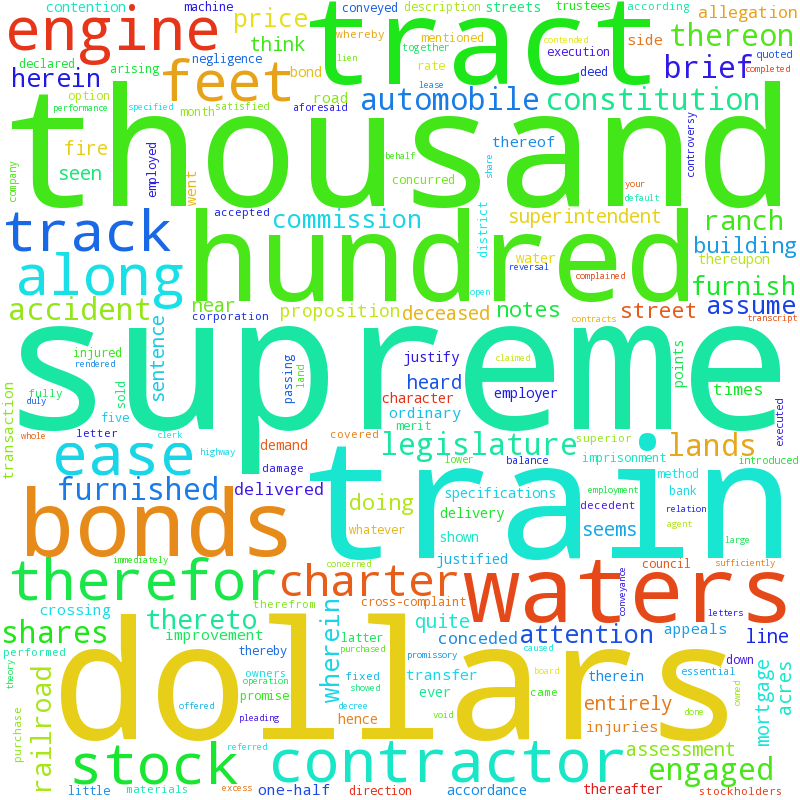 contention
machine
conveyed
description
streets
trustees
according
engine
price
whereby
tract
mentioned
together
contended
allegation
thereon
declared
arising
negligence
think
lien
execution
side
quoted
herein
feet
bond
rate
deed
brief
completed
option
performance
specified
month
satisfied
aforesaid
road
lease
automobile
constitution
thousand
fire
seen
company
employed
went
behalf
concurred
share
thereof
your
default
controversy
track
accepted
commission
hundred
district
superintendent
ranch
along
water
reversal
complained
building
thereupon
open
furnish
accident
near
corporation
proposition
deceased
notes
contracts
street
assume
transcript
supreme
injured
rendered
sentence
passing
land
justify
heard
claimed
employer
points
times
transaction
fully
duly
sold
five
character
ordinary
merit
executed
whole
letter
clerk
highway
demand
covered
legislature
lower
superior
lands
introduced
ease
damage
balance
imprisonment
method
train
furnished
delivered
doing
specifications
employment
bank
decedent
relation
bonds
whatever
delivery
shown
seems
agent
large
immediately
concerned
justified
council
sufficiently
therefor
charter
waters
conveyance
crossing
therefrom
cross-complaint
letters
shares
thereto
wherein
quite
attention
appeals
line
performed
improvement
latter
conceded
down
theory
thereby
purchased
promissory
caused
owners
operation
fixed
showed
transfer
board
therein
essential
mortgage
acres
railroad
promise
ever
came
owned
purchase
offered
decree
dollars
void
done
entirely
pleading
hence
injuries
referred
stock
contractor
assessment
engaged
little
materials
excess
one-half
direction
accordance
thereafter
stockholders